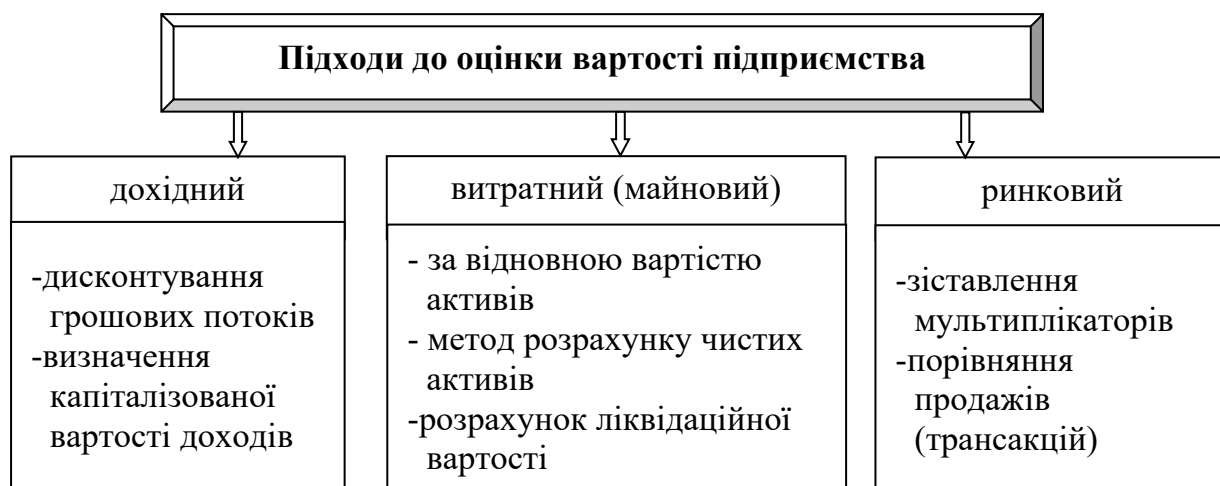 Підходи до оцінки вартості підприємства
дохідний
-дисконтування
грошових потоків
-визначення
капіталізованої
вартості доходів
витратний (майновий)
- за відновною вартістю
активів
- метод розрахунку чистих
активів
-розрахунок ліквідаційної
вартості
ринковий
-зіставлення
мультиплікаторів
-порівняння
продажів
(трансакцій)